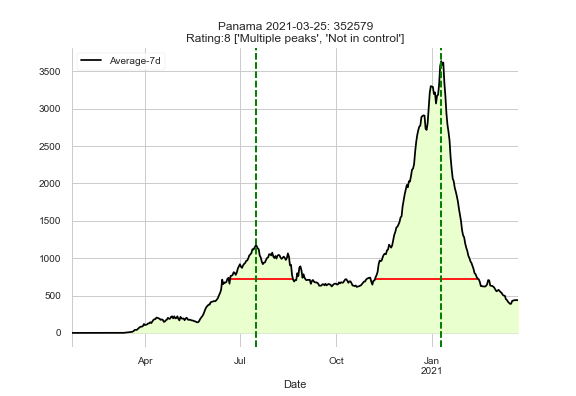 Panama 2021-03-25: 352579
Rating:8 ['Multiple peaks', 'Not in control']
Average-7d
3500
3000
2500
2000
1500
1000
500
0
Apr
Jul
Oct
Jan
2021
Date